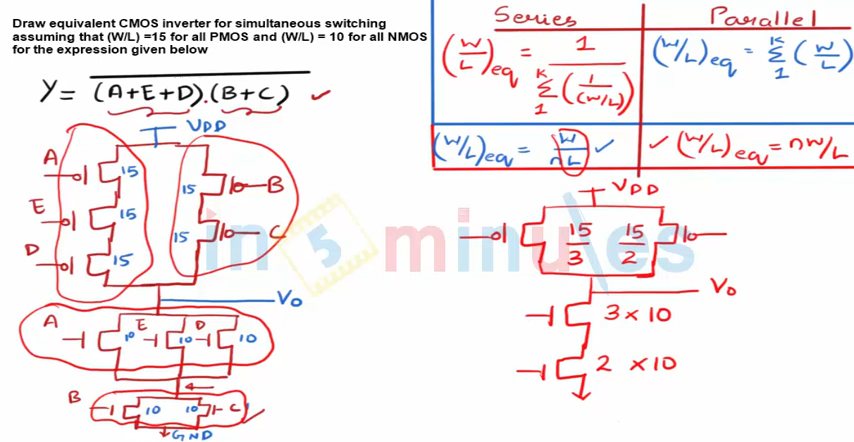 Draw equivalent CMOS inverter for simultaneous switching
assuming that (W/L) =15 for all PMOS and (W/L) = 10 for all NMOS
for the expression given below
Y = (A+E+D).(B+C)
VDD
A
15
15
B
E
15
15
C
D
15
Vo
A
E
D
10
10
10
B
10
10
C
GND
Series
Parallel
(W/L)eq = 1 / Σ 1 K (1/(W/L))
(W/L)eq = Σ 1 K (W/L)
(W/L)eq = W/nL
(W/L)eq = nW/L
VDD
15/3
15/2
Vo
3 × 10
2 × 10
in 5 minutes